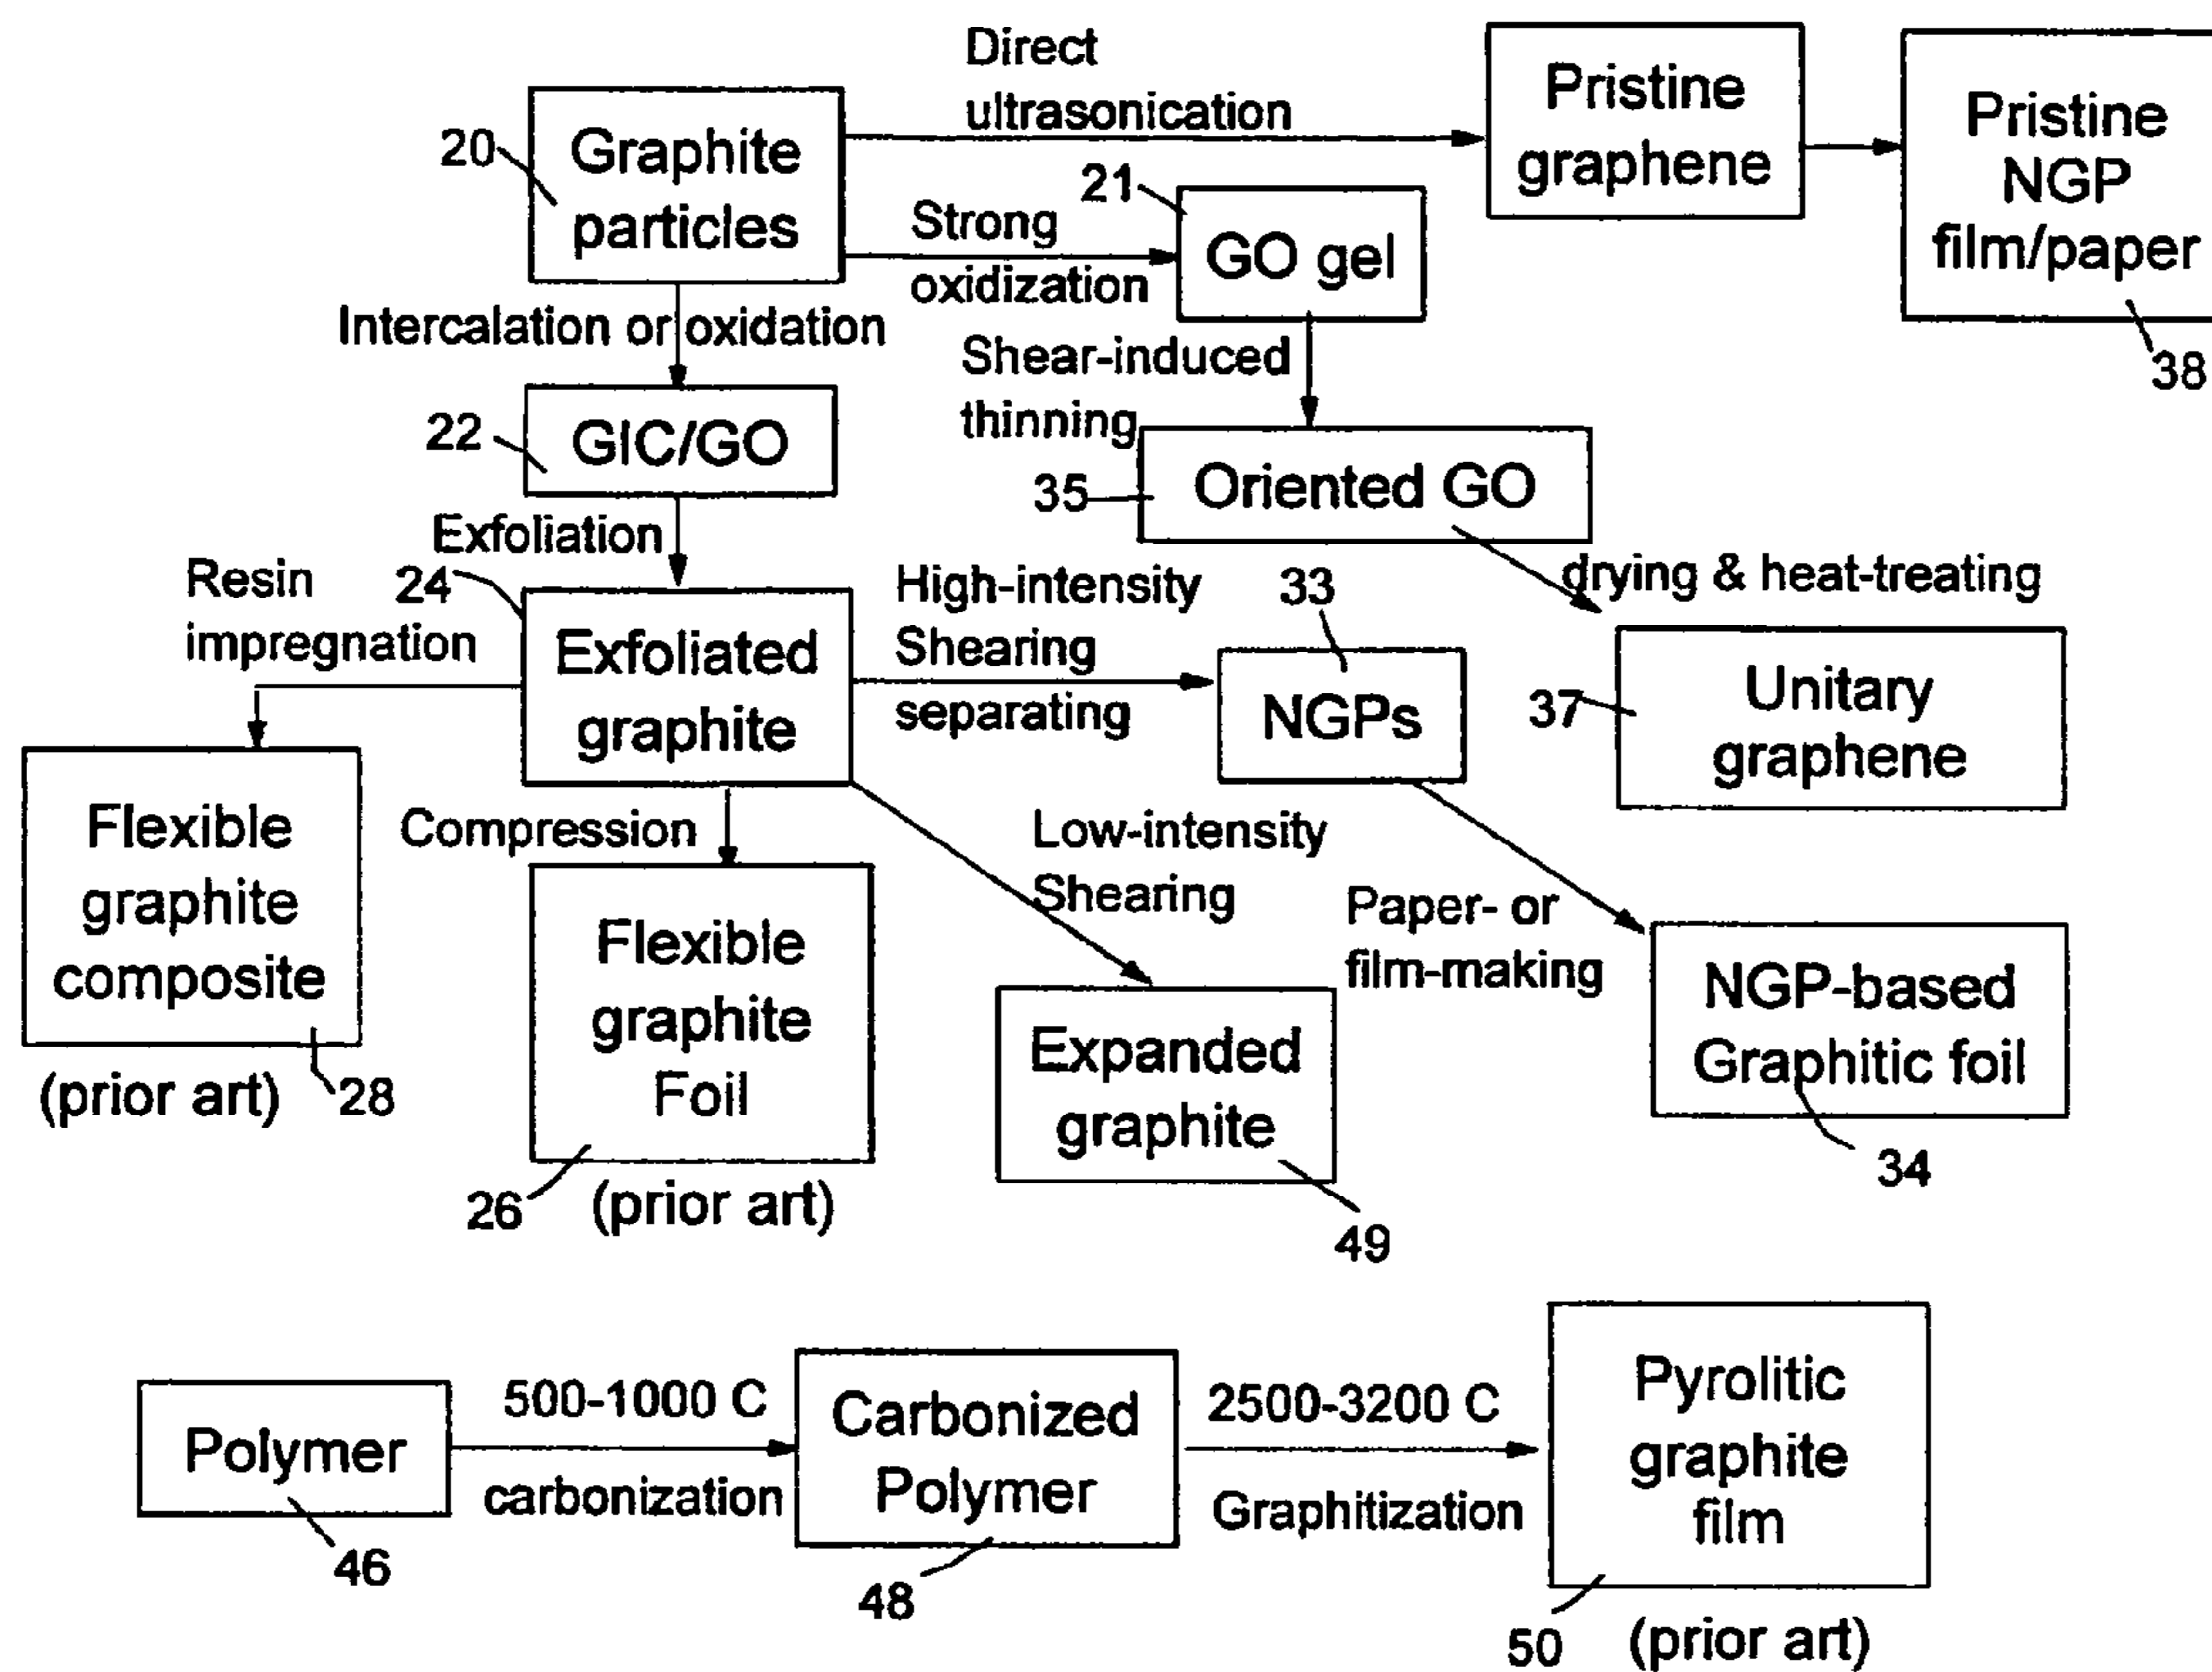 Direct
ultrasonication
Pristine
graphene
Pristine
NGP
film/paper
38
20
Graphite
particles
21
Strong
oxidization
GO gel
Intercalation or oxidation
Shear-induced
thinning
22
GIC/GO
35
Oriented GO
Exfoliation
drying & heat-treating
Resin
impregnation
24
Exfoliated
graphite
High-intensity
Shearing
separating
33
NGPs
37
Unitary
graphene
Flexible
graphite
composite
(prior art)
28
Compression
Flexible
graphite
Foil
26
(prior art)
Low-intensity
Shearing
Expanded
graphite
49
Paper- or
film-making
NGP-based
Graphitic foil
34
Polymer
46
500-1000 C
carbonization
Carbonized
Polymer
48
2500-3200 C
Graphitization
Pyrolitic
graphite
film
50
(prior art)